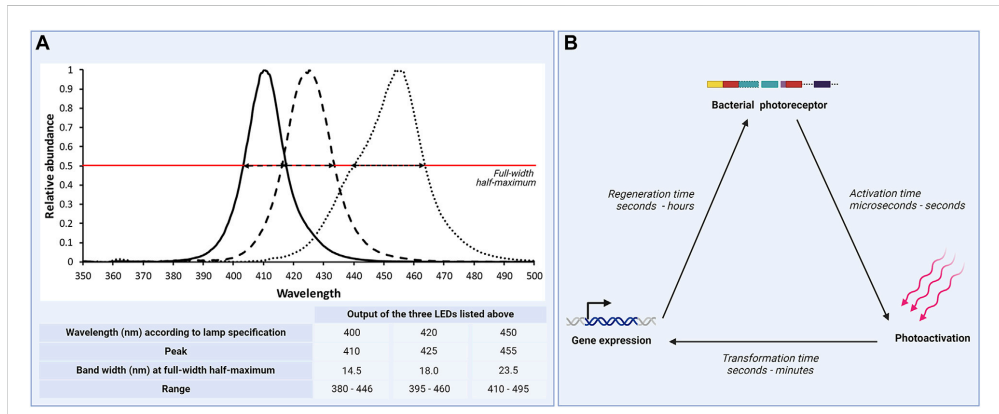 A
Relative abundance
1
0.9
0.8
0.7
0.6
0.5
0.4
0.3
0.2
0.1
0
Full-width
half-maximum
350 360 370 380 390 400 410 420 430 440 450 460 470 480 490 500
Wavelength
Output of the three LEDs listed above
Wavelength (nm) according to lamp specification 400 420 450
Peak 410 425 455
Band width (nm) at full-width half-maximum 14.5 18.0 23.5
Range 380 - 446 395 - 460 410 - 495
B
Bacterial photoreceptor
Regeneration time
seconds - hours
Activation time
microseconds - seconds
Gene expression
Photoactivation
Transformation time
seconds - minutes